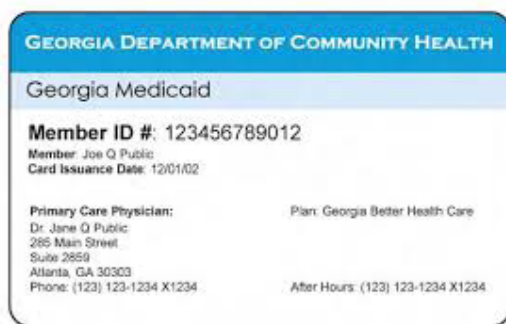 GEORGIA DEPARTMENT OF COMMUNITY HEALTH
Georgia Medicaid
Member ID #: 123456789012
Member: Joe Q Public
Card Issuance Date: 12/01/02
Primary Care Physician:
Plan: Georgia Better Health Care
Dr. Jane Q Public
285 Main Street
Suite 2859
Atlanta, GA 30303
Phone: (123) 123-1234 X1234
After Hours: (123) 123-1234 X1234